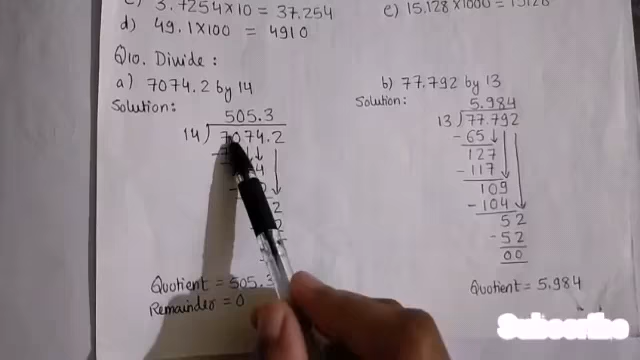 c) 3.7254 x 10 = 37.254
e) 15.128 x 1000 = 15128
d) 49.1 x 100 = 4910
Q10. Divide :
a) 7074.2 by 14
Solution :
505.3
14 ) 7074.2
Quotient = 505.3
Remainder = 0
b) 77.792 by 13
Solution :
5.984
13 ) 77.792
- 65
127
- 117
109
- 104
52
- 52
00
Quotient = 5.984
Subscribe